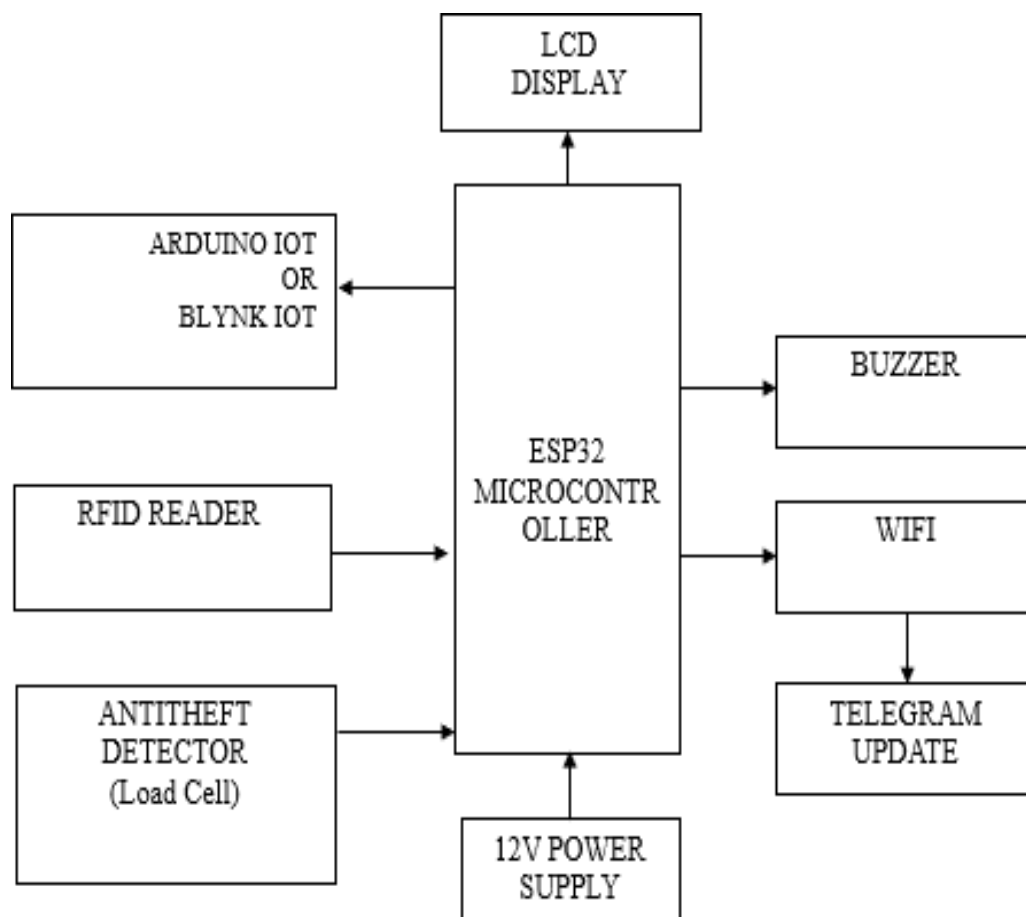 LCD
DISPLAY
ARDUINO IOT
OR
BLYNK IOT
BUZZER
ESP32
MICROCONTR
OLLER
RFID READER
WIFI
ANTITHEFT
DETECTOR
(Load Cell)
TELEGRAM
UPDATE
12V POWER
SUPPLY